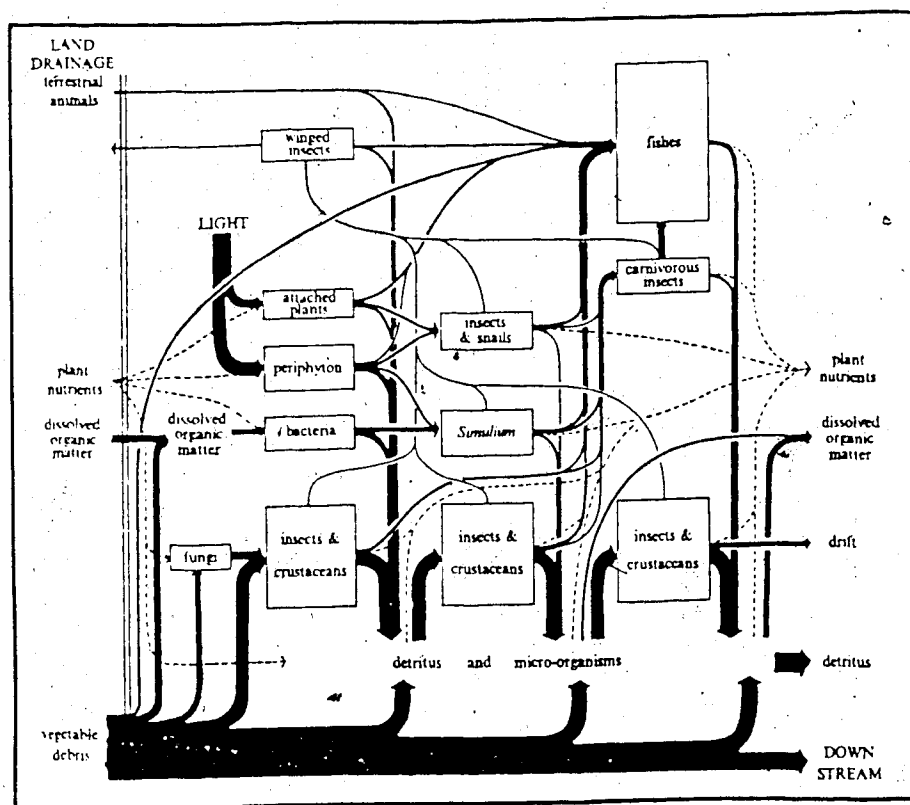 LAND
DRAINAGE
terrestrial
animals
winged
insects
fishes
LIGHT
carnivorous
insects
attached
plants
insects
& snails
periphyton
plant
nutrients
plant
nutrients
dissolved
organic
matter
dissolved
organic
matter
bacteria
Simulium
dissolved
organic
matter
fungi
insects &
crustaceans
insects &
crustaceans
insects &
crustaceans
drift
detritus and micro-organisms
detritus
vegetable
debris
DOWN
STREAM